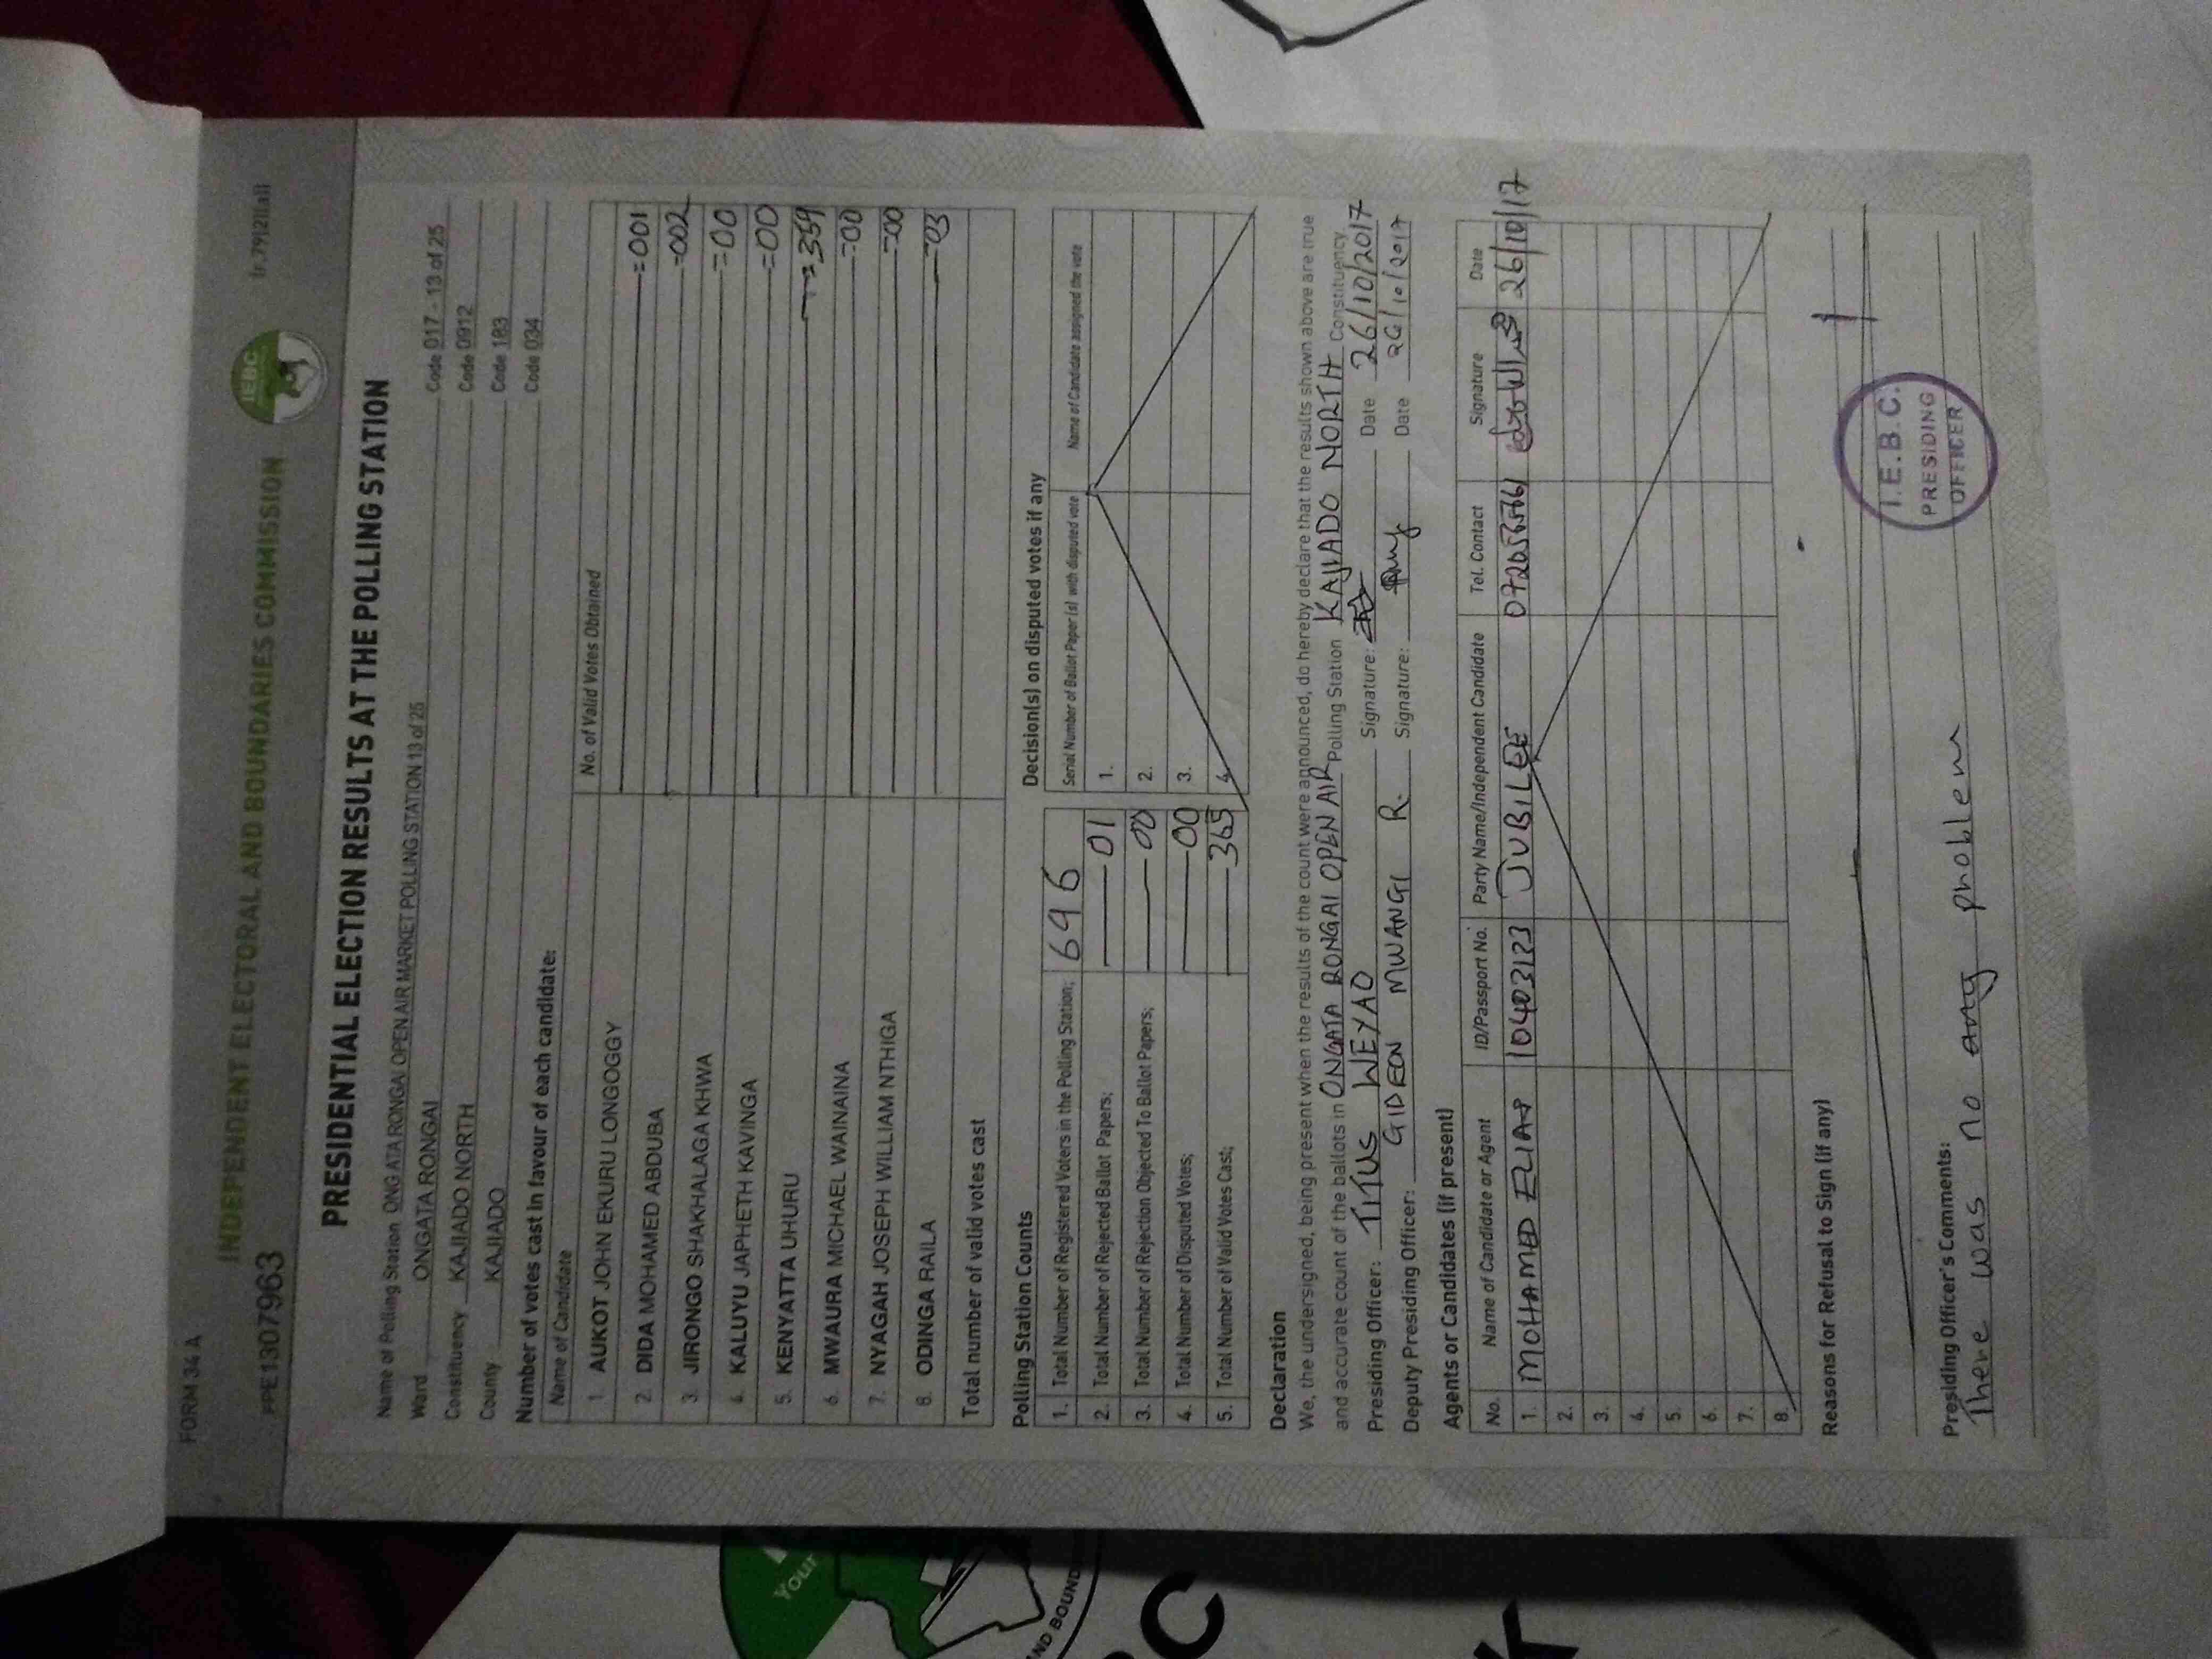 FORM 34 A
INDEPENDENT ELECTORAL AND BOUNDARIES COMMISSION
IEBC
PPE1307963
(r.79(2)(a))
PRESIDENTIAL ELECTION RESULTS AT THE POLLING STATION
Name of Polling Station ONG ATA RONGA, OPEN AIR MARKET POLLING STATION 13 of 25 Code 017 - 13 of 25
Ward ONGATA RONGAI Code 0912
Constituency KAJIADO NORTH Code 183
County KAJIADO Code 034
Number of votes cast in favour of each candidate:
Name of Candidate No. of Valid Votes Obtained
1. AUKOT JOHN EKURU LONGOGGY =001
2. DIDA MOHAMED ABDUBA =002
3. JIRONGO SHAKHALAGA KHWA =00
4. KALUYU JAPHETH KAVINGA =00
5. KENYATTA UHURU =359
6. MWAURA MICHAEL WAINAINA =00
7. NYAGAH JOSEPH WILLIAM NTHIGA =00
8. ODINGA RAILA =03
Total number of valid votes cast
Polling Station Counts
1. Total Number of Registered Voters in the Polling Station; 696
2. Total Number of Rejected Ballot Papers; 01
3. Total Number of Rejection Objected To Ballot Papers; 00
4. Total Number of Disputed Votes; 00
5. Total Number of Valid Votes Cast; 365
Decision(s) on disputed votes if any
Serial Number of Ballot Paper (s) with disputed vote Name of Candidate assigned the vote
1.
2.
3.
4.
Declaration
We, the undersigned, being present when the results of the count were announced, do hereby declare that the results shown above are true
and accurate count of the ballots in ONGATA RONGAI OPEN AIR Polling Station KAJIADO NORTH Constituency.
Presiding Officer: TITUS WEYAO Signature: Date 26/10/2017
Deputy Presiding Officer: GIDEON MWANGI R. Signature: Date 26/10/2017
Agents or Candidates (if present)
No. Name of Candidate or Agent ID/Passport No. Party Name/Independent Candidate Tel. Contact Signature Date
1. MOHAMED 10403123 JUBILEE 26/10/17
2.
3.
4.
5.
6.
7.
8.
Reasons for Refusal to Sign (if any)
I.E.B.C.
PRESIDING
OFFICER
Presiding Officer's Comments:
There was no any problem
Your
AND BOUND
C
K